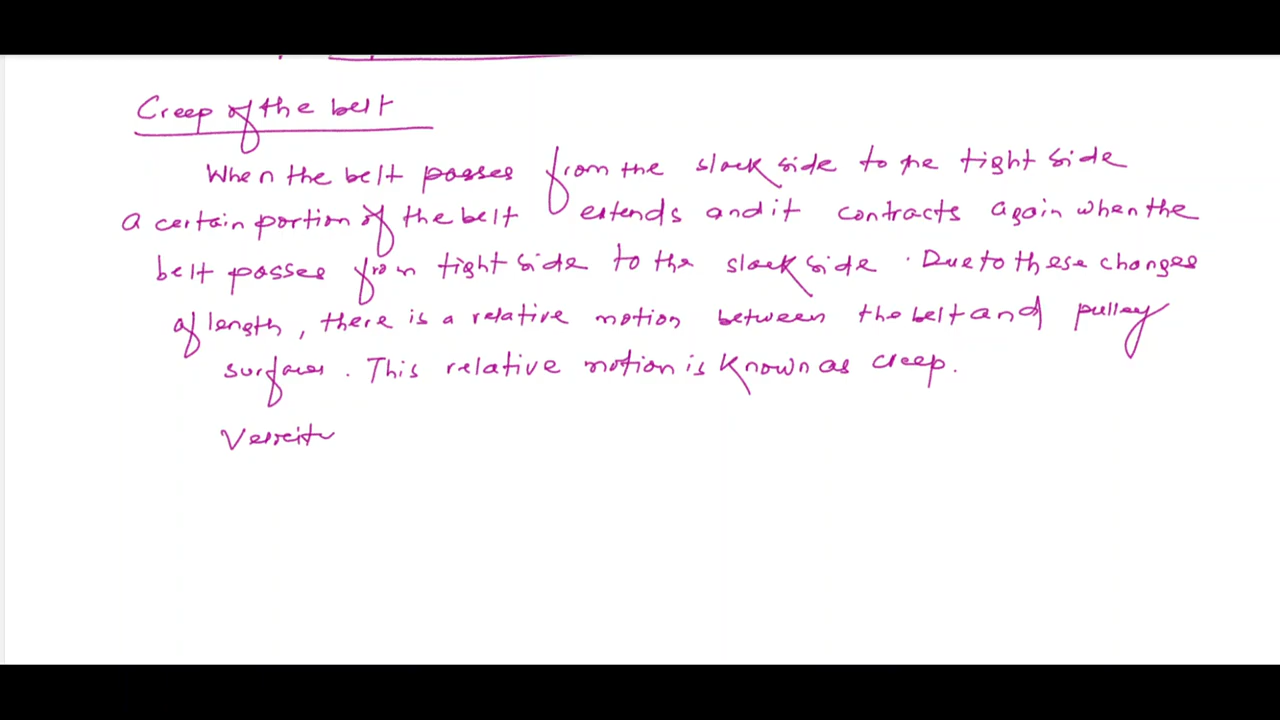 Creep of the belt
When the belt passes from the slack side to the tight side
a certain portion of the belt extends and it contracts again when the
belt passes from tight side to the slack side. Due to these changes
of length, there is a relative motion between the belt and pulley
surfaces. This relative motion is known as creep.